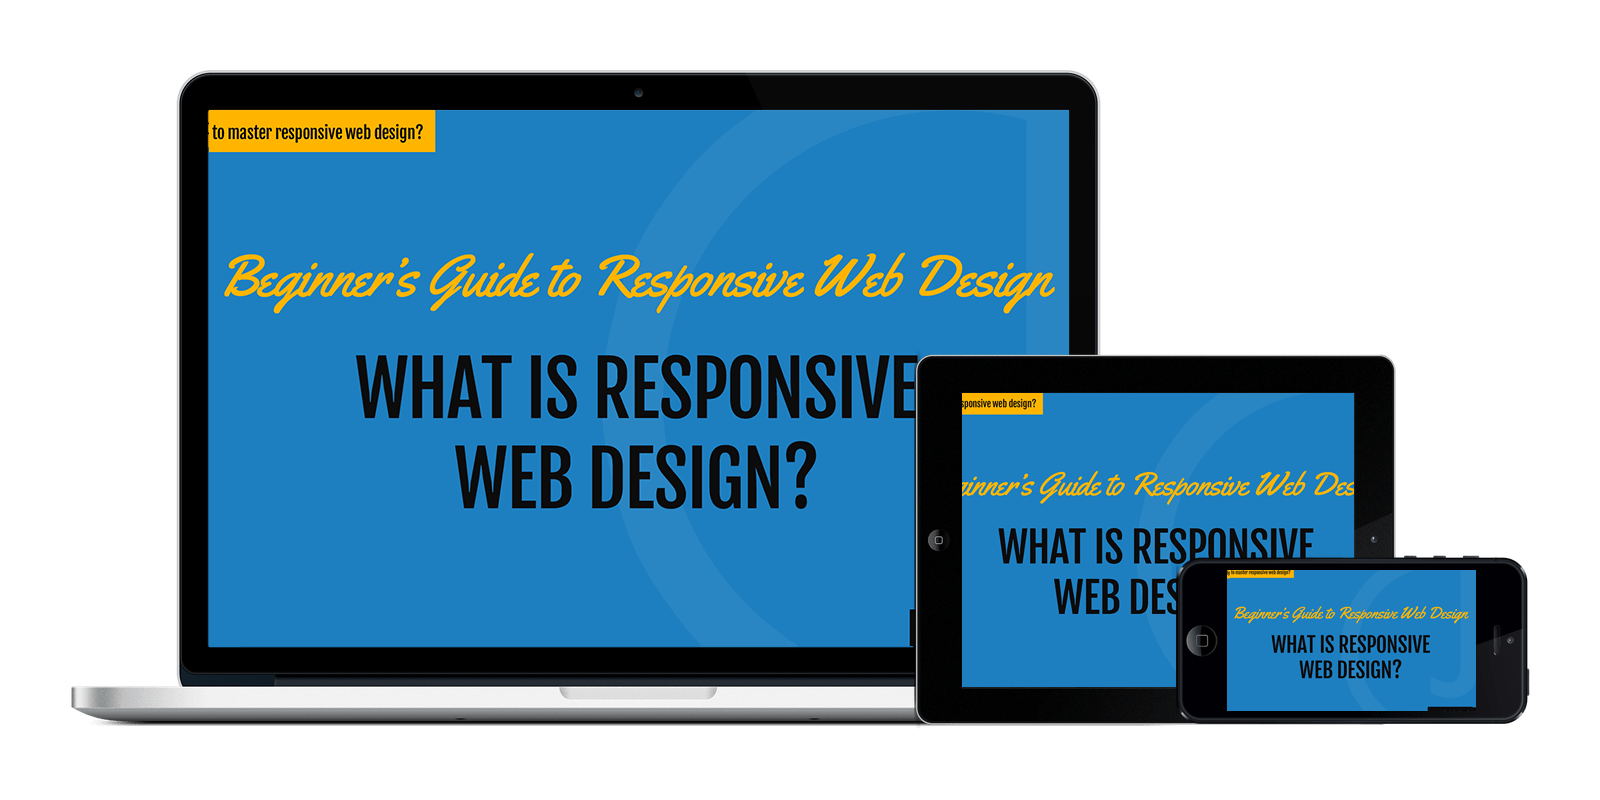 to master responsive web design?
Beginner's Guide to Responsive Web Design
WHAT IS RESPONSIVE
WEB DESIGN?
sponsive web design?
ginner's Guide to Responsive Web Des
WHAT IS RESPONSIVE
WEB DES
y to master responsive web design?
Beginner's Guide to Responsive Web Design
WHAT IS RESPONSIVE
WEB DESIGN?